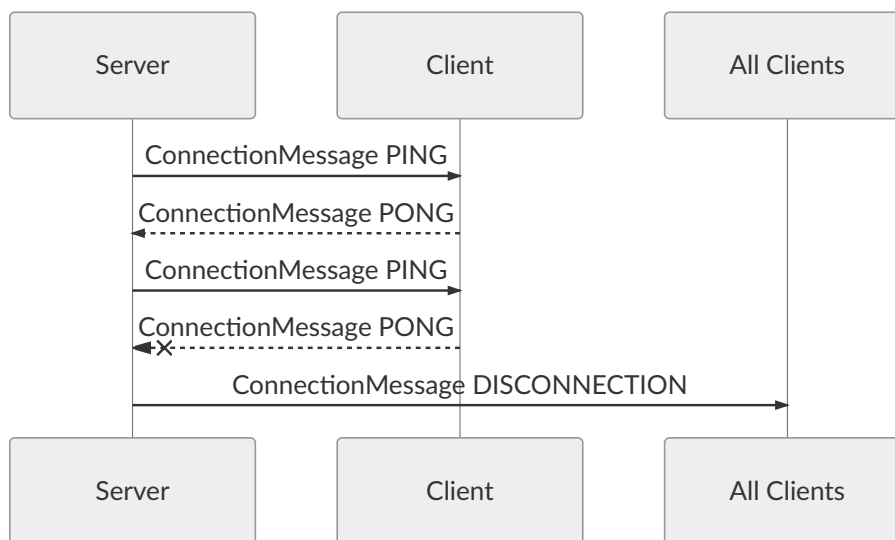 Server
Client
All Clients
ConnectionMessage PING
ConnectionMessage PONG
ConnectionMessage PING
ConnectionMessage PONG
ConnectionMessage DISCONNECTION
Server
Client
All Clients